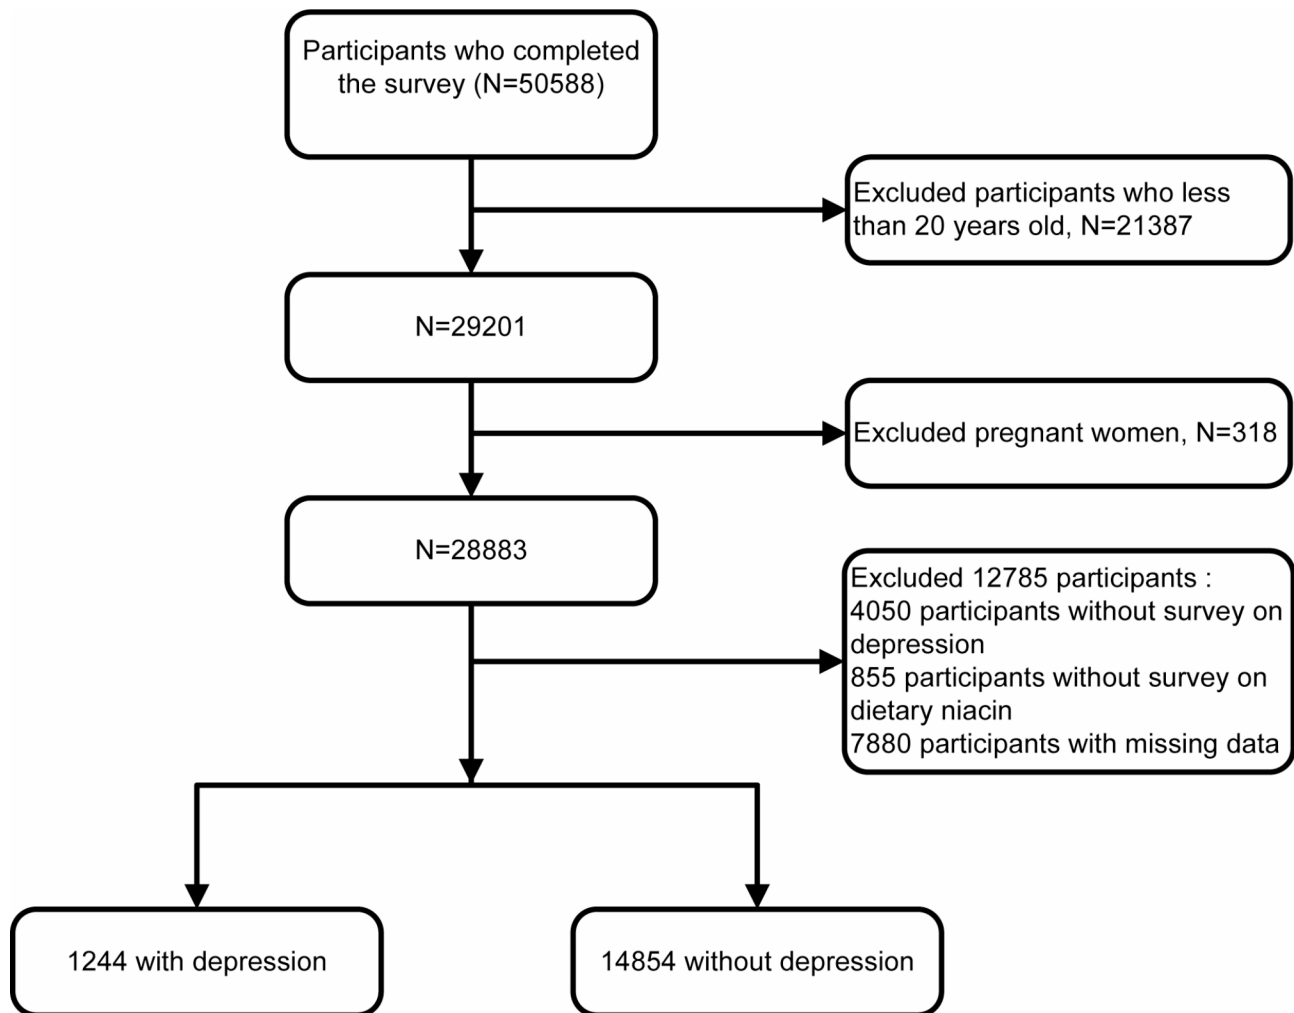 Participants who completed
the survey (N=50588)
Excluded participants who less
than 20 years old, N=21387
N=29201
Excluded pregnant women, N=318
N=28883
Excluded 12785 participants :
4050 participants without survey on
depression
855 participants without survey on
dietary niacin
7880 participants with missing data
1244 with depression
14854 without depression